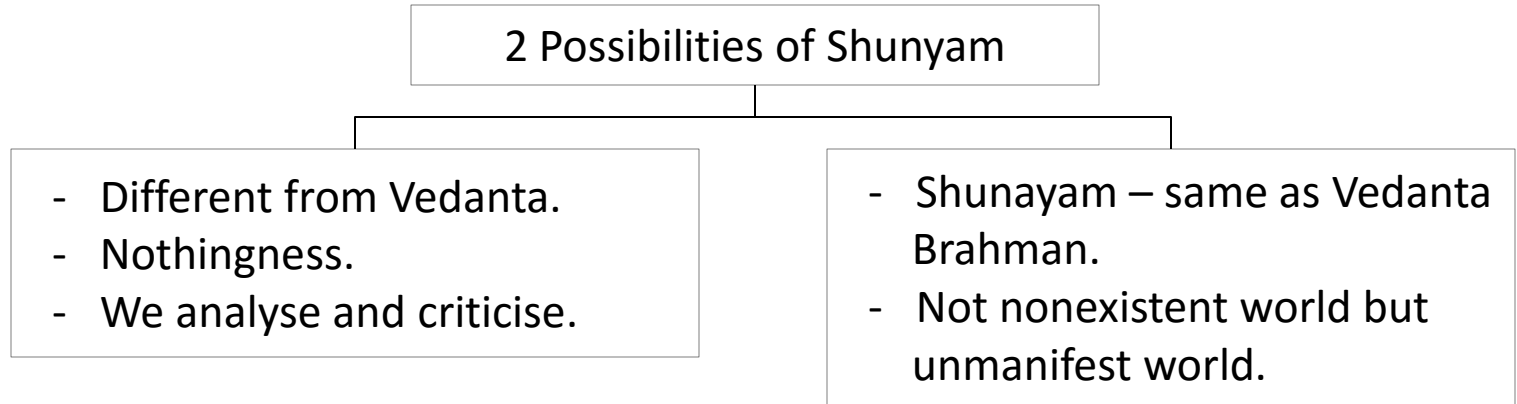 2 Possibilities of Shunyam
- Different from Vedanta.
- Nothingness.
- We analyse and criticise.
- Shunayam – same as Vedanta
Brahman.
- Not nonexistent world but
unmanifest world.